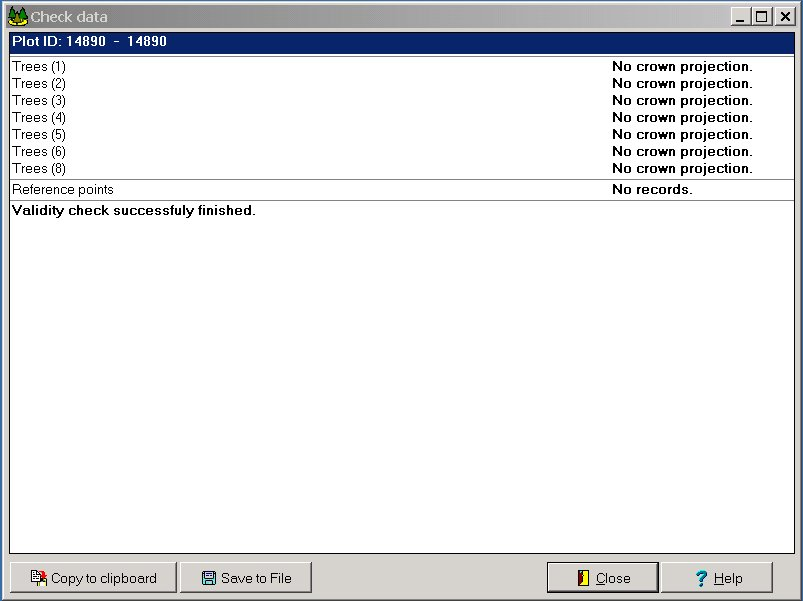 Check data
Plot ID: 14890 - 14890
Trees (1) No crown projection.
Trees (2) No crown projection.
Trees (3) No crown projection.
Trees (4) No crown projection.
Trees (5) No crown projection.
Trees (6) No crown projection.
Trees (8) No crown projection.
Reference points No records.
Validity check successfuly finished.
Copy to clipboard Save to File Close Help